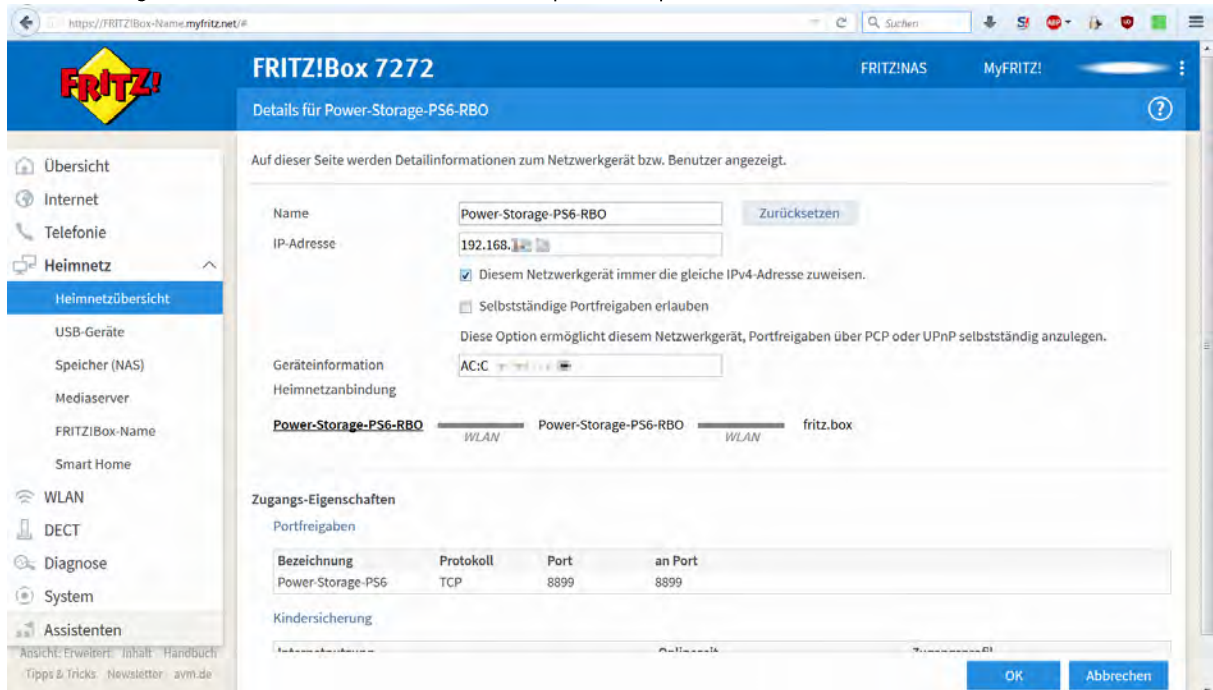 https://FRITZ!Box-Name.myfritz.net/#
Suchen
S!
ABP
FRITZ!
FRITZ!Box 7272
FRITZ!NAS
MyFRITZ!
Details für Power-Storage-PS6-RBO
?
Übersicht
Internet
Telefonie
Heimnetz
Heimnetzübersicht
USB-Geräte
Speicher (NAS)
Mediaserver
FRITZ!Box-Name
Smart Home
WLAN
DECT
Diagnose
System
Assistenten
Ansicht: Erweitert Inhalt Handbuch
Tipps & Tricks Newsletter avm.de
Auf dieser Seite werden Detailinformationen zum Netzwerkgerät bzw. Benutzer angezeigt.
Name Power-Storage-PS6-RBO Zurücksetzen
IP-Adresse 192.168.
Diesem Netzwerkgerät immer die gleiche IPv4-Adresse zuweisen.
Selbstständige Portfreigaben erlauben
Diese Option ermöglicht diesem Netzwerkgerät, Portfreigaben über PCP oder UPnP selbstständig anzulegen.
Geräteinformation AC:C
Heimnetzanbindung
Power-Storage-PS6-RBO WLAN Power-Storage-PS6-RBO WLAN fritz.box
Zugangs-Eigenschaften
Portfreigaben
Bezeichnung Protokoll Port an Port
Power-Storage-PS6 TCP 8899 8899
Kindersicherung
OK Abbrechen